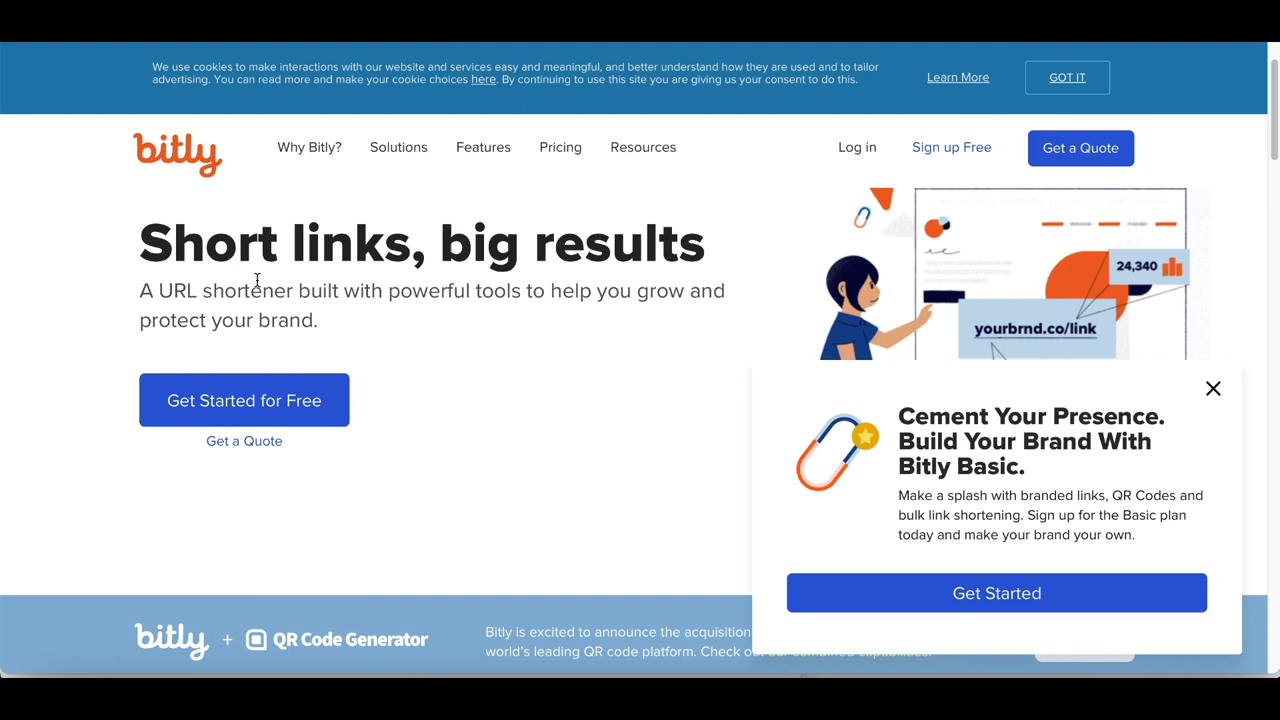 We use cookies to make interactions with our website and services easy and meaningful, and better understand how they are used and to tailor
advertising. You can read more and make your cookie choices here. By continuing to use this site you are giving us your consent to do this.
Learn More
GOT IT
bitly
Why Bitly?
Solutions
Features
Pricing
Resources
Log in
Sign up Free
Get a Quote
Short links, big results
A URL shortener built with powerful tools to help you grow and
protect your brand.
Get Started for Free
Get a Quote
24,340
yourbrnd.co/link
Cement Your Presence.
Build Your Brand With
Bitly Basic.
Make a splash with branded links, QR Codes and
bulk link shortening. Sign up for the Basic plan
today and make your brand your own.
Get Started
bitly + QR Code Generator
Bitly is excited to announce the acquisition
world's leading QR code platform. Check out our combined capabilities.